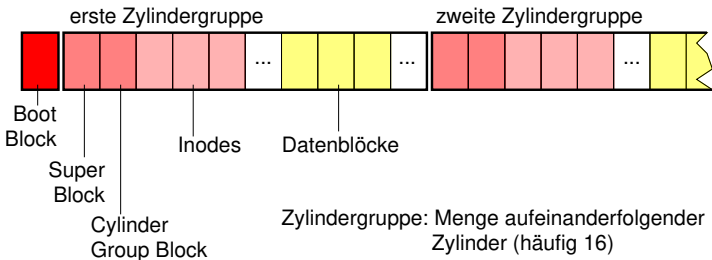 erste Zylindergruppe
zweite Zylindergruppe
...
...
...
Boot
Block
Super
Block
Cylinder
Group Block
Inodes
Datenblöcke
Zylindergruppe: Menge aufeinanderfolgender
Zylinder (häufig 16)